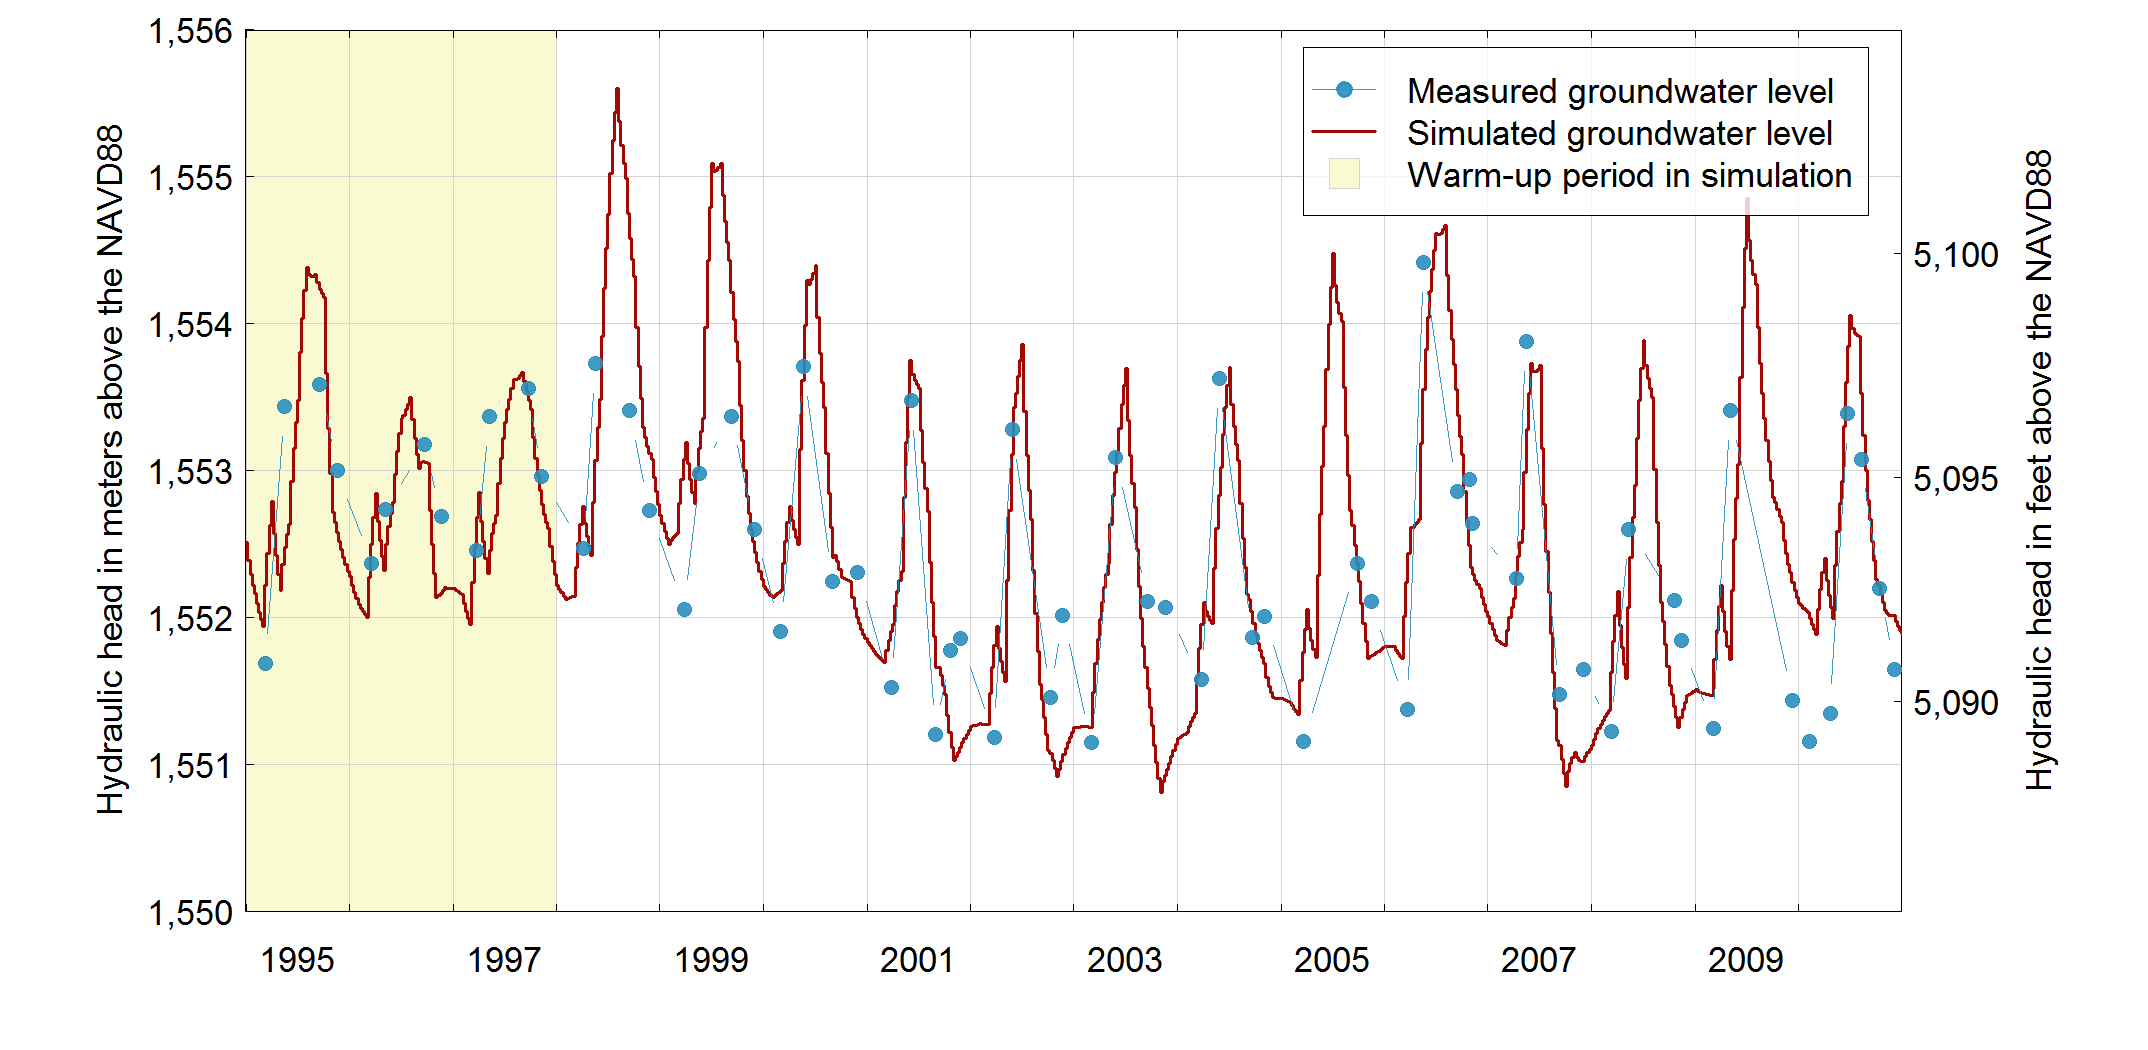 1,556
1,555
1,554
1,553
1,552
1,551
1,550
Hydraulic head in meters above the NAVD88
Measured groundwater level
Simulated groundwater level
Warm-up period in simulation
5,100
5,095
5,090
Hydraulic head in feet above the NAVD88
1995 1997 1999 2001 2003 2005 2007 2009